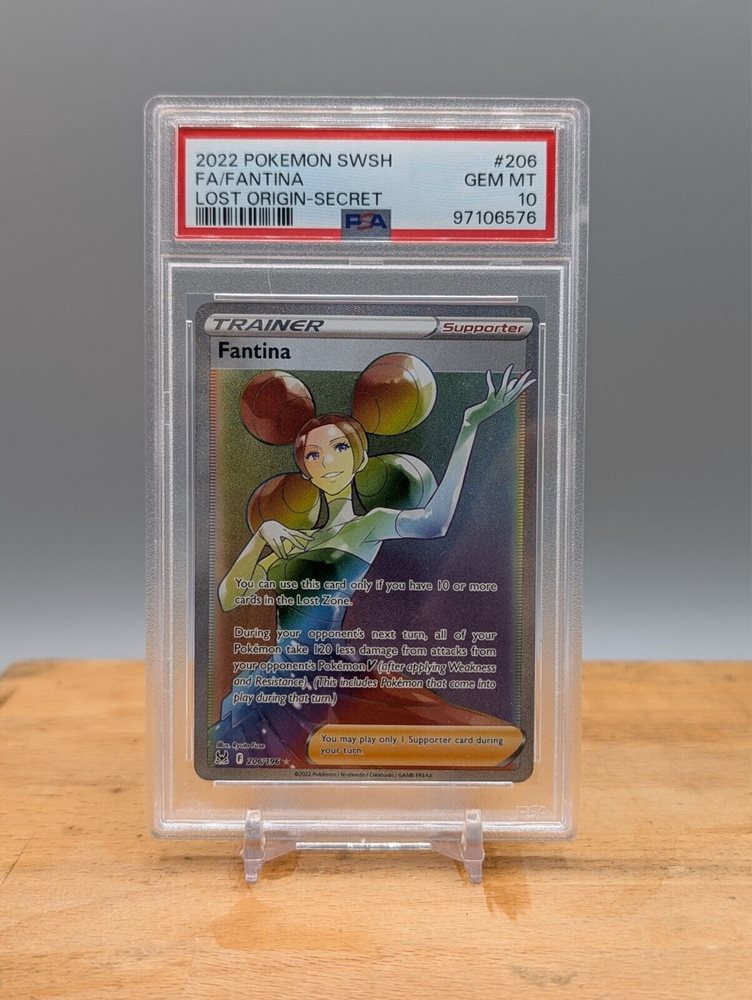 2022 POKEMON SWSH #206
FA/FANTINA GEM MT
LOST ORIGIN-SECRET 10
PSA 97106576
TRAINER Supporter
Fantina
You can use this card only if you have 10 or more
cards in the Lost Zone.
During your opponent's next turn, all of your
Pokémon take 120 less damage from attacks from
your opponent's Pokémon V (after applying Weakness
and Resistance). (This includes Pokémon that come into
play during that turn.)
You may play only 1 Supporter card during
your turn.
Illus. Ryuta Fuse
F 206/196
©2022 Pokémon / Nintendo / Creatures / GAME FREAK